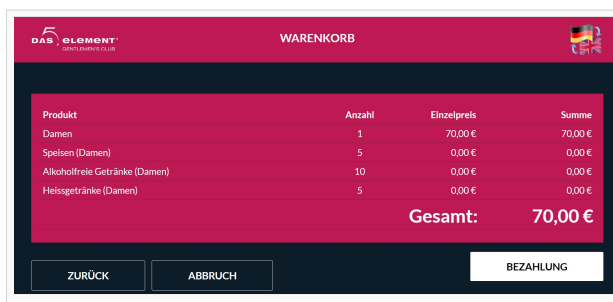 5
DAS element
GENTLEMEN'S CLUB
WARENKORB
Produkt Anzahl Einzelpreis Summe
Damen 1 70,00 € 70,00 €
Speisen (Damen) 5 0,00 € 0,00 €
Alkoholfreie Getränke (Damen) 10 0,00 € 0,00 €
Heissgetränke (Damen) 5 0,00 € 0,00 €
Gesamt: 70,00 €
ZURÜCK ABBRUCH BEZAHLUNG